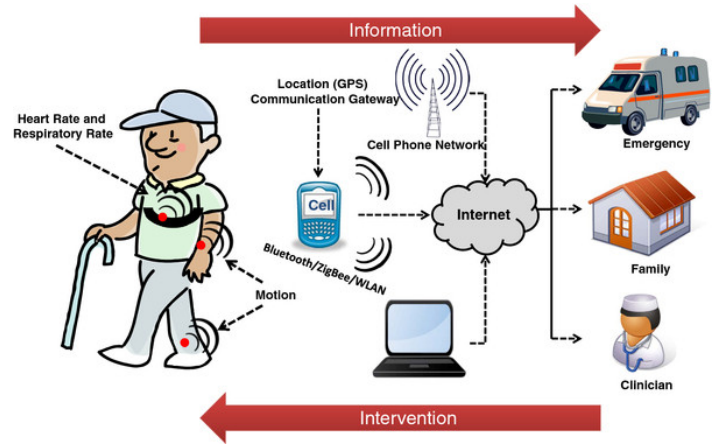 Information
Location (GPS)
Communication Gateway
Heart Rate and
Respiratory Rate
Cell Phone Network
Emergency
Cell
Internet
Bluetooth/ZigBee/WLAN
Family
Motion
Clinician
Intervention